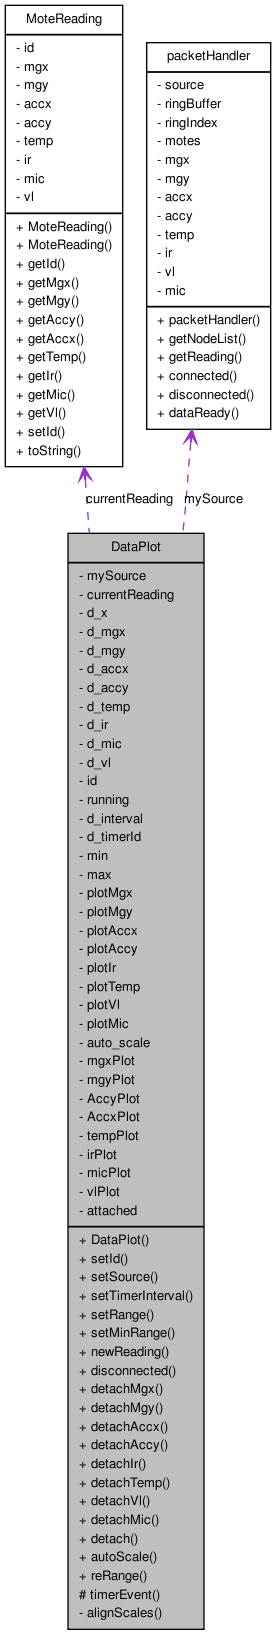 MoteReading
- id
- mgx
- mgy
- accx
- accy
- temp
- ir
- mic
- vl
+ MoteReading()
+ MoteReading()
+ getId()
+ getMgx()
+ getMgy()
+ getAccy()
+ getAccx()
+ getTemp()
+ getIr()
+ getMic()
+ getVl()
+ setId()
+ toString()
packetHandler
- source
- ringBuffer
- ringIndex
- motes
- mgx
- mgy
- accx
- accy
- temp
- ir
- vl
- mic
+ packetHandler()
+ getNodeList()
+ getReading()
+ connected()
+ disconnected()
+ dataReady()
currentReading
mySource
DataPlot
- mySource
- currentReading
- d_x
- d_mgx
- d_mgy
- d_accx
- d_accy
- d_temp
- d_ir
- d_mic
- d_vl
- id
- running
- d_interval
- d_timerId
- min
- max
- plotMgx
- plotMgy
- plotAccx
- plotAccy
- plotIr
- plotTemp
- plotVl
- plotMic
- auto_scale
- mgxPlot
- mgyPlot
- AccyPlot
- AccxPlot
- tempPlot
- irPlot
- micPlot
- vlPlot
- attached
+ DataPlot()
+ setId()
+ setSource()
+ setTimerInterval()
+ setRange()
+ setMinRange()
+ newReading()
+ disconnected()
+ detachMgx()
+ detachMgy()
+ detachAccx()
+ detachAccy()
+ detachIr()
+ detachTemp()
+ detachVl()
+ detachMic()
+ detach()
+ autoScale()
+ reRange()
# timerEvent()
- alignScales()